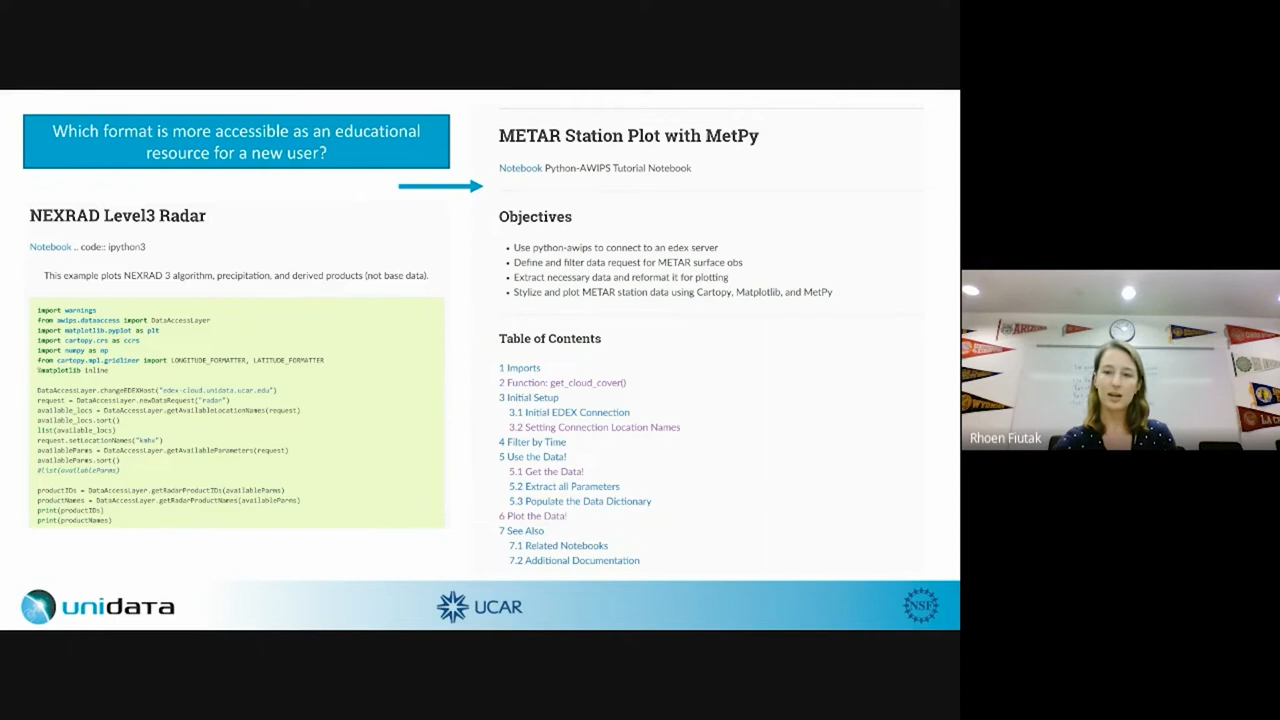 Which format is more accessible as an educational
resource for a new user?
NEXRAD Level3 Radar
Notebook .. code:: ipython3
This example plots NEXRAD 3 algorithm, precipitation, and derived products (not base data).
import warnings
from awips.dataaccess import DataAccessLayer
import matplotlib.pyplot as plt
import cartopy.crs as ccrs
import numpy as np
from cartopy.mpl.gridliner import LONGITUDE_FORMATTER, LATITUDE_FORMATTER
%matplotlib inline
DataAccessLayer.changeEDEXHost("edex-cloud.unidata.ucar.edu")
request = DataAccessLayer.newDataRequest("radar")
available_locs = DataAccessLayer.getAvailableLocationNames(request)
available_locs.sort()
list(available_locs)
request.setLocationNames("kmhx")
availableParms = DataAccessLayer.getAvailableParameters(request)
availableParms.sort()
#list(availableParms)
productIDs = DataAccessLayer.getRadarProductIDs(availableParms)
productNames = DataAccessLayer.getRadarProductNames(availableParms)
print(productIDs)
print(productNames)
METAR Station Plot with MetPy
Notebook Python-AWIPS Tutorial Notebook
Objectives
• Use python-awips to connect to an edex server
• Define and filter data request for METAR surface obs
• Extract necessary data and reformat it for plotting
• Stylize and plot METAR station data using Cartopy, Matplotlib, and MetPy
Table of Contents
1 Imports
2 Function: get_cloud_cover()
3 Initial Setup
3.1 Initial EDEX Connection
3.2 Setting Connection Location Names
4 Filter by Time
5 Use the Data!
5.1 Get the Data!
5.2 Extract all Parameters
5.3 Populate the Data Dictionary
6 Plot the Data!
7 See Also
7.1 Related Notebooks
7.2 Additional Documentation
unidata
UCAR
NSF
ARIZONA
Rhoen Fiutak